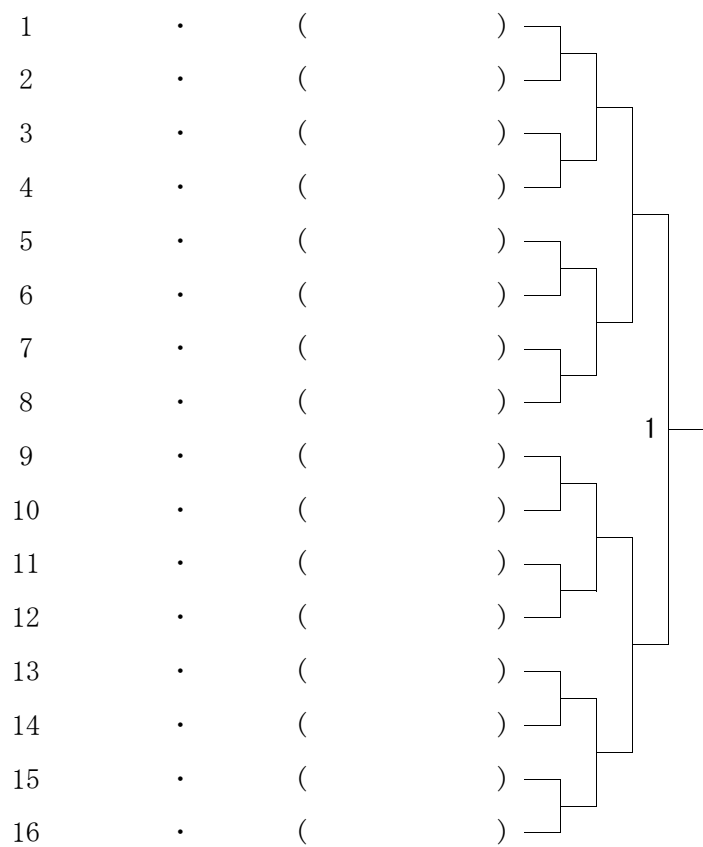 1 ・ ( )
2 ・ ( )
3 ・ ( )
4 ・ ( )
5 ・ ( )
6 ・ ( )
7 ・ ( )
8 ・ ( )
1
9 ・ ( )
10 ・ ( )
11 ・ ( )
12 ・ ( )
13 ・ ( )
14 ・ ( )
15 ・ ( )
16 ・ ( )